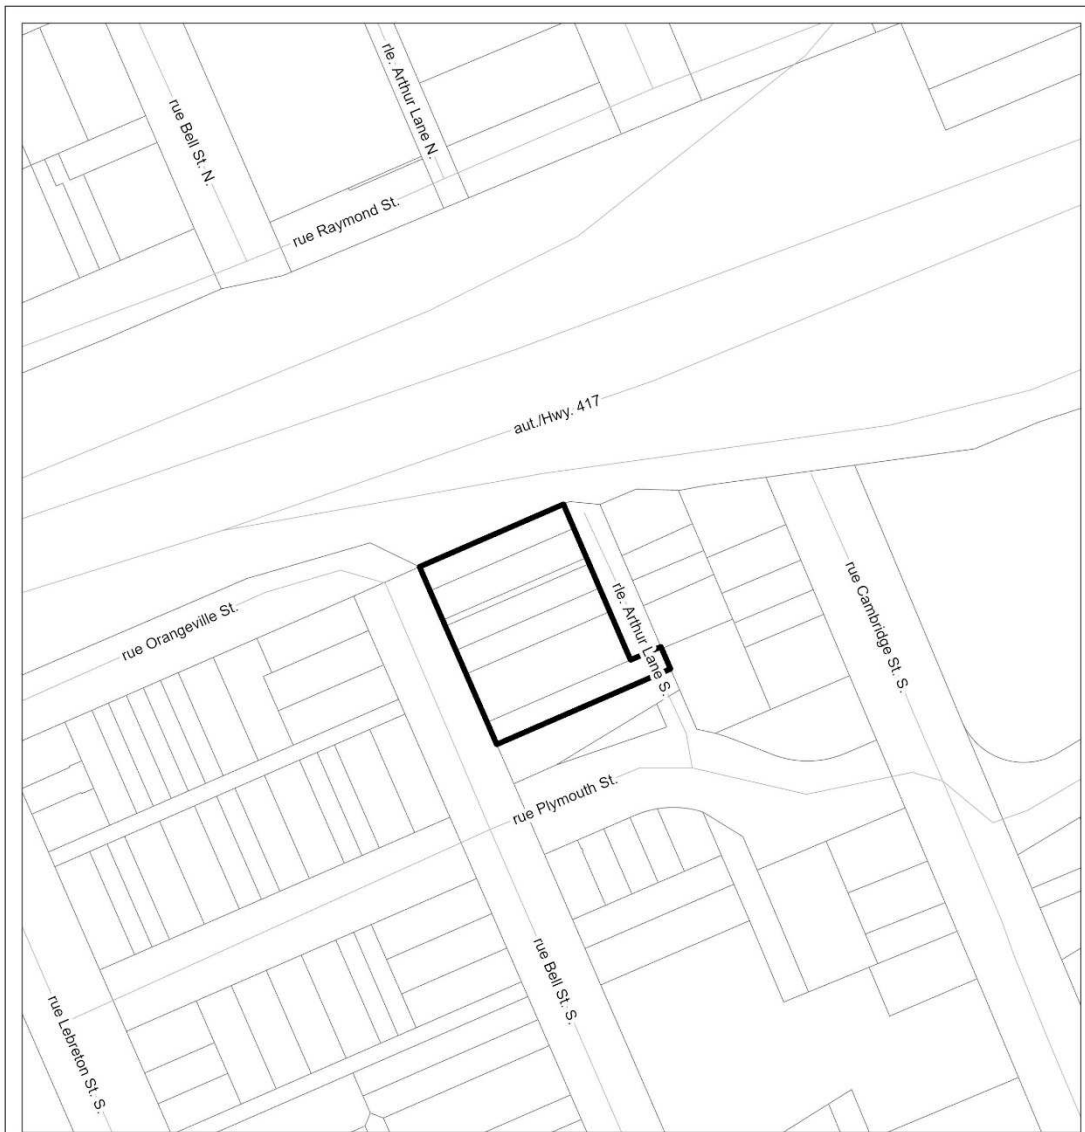 rue Bell St. N.
rle. Arthur Lane N.
rue Raymond St.
aut./Hwy. 417
rue Orangeville St.
rle. Arthur Lane S.
rue Cambridge St. S.
rue Plymouth St.
rue Bell St. S.
rue Lebreton St. S.